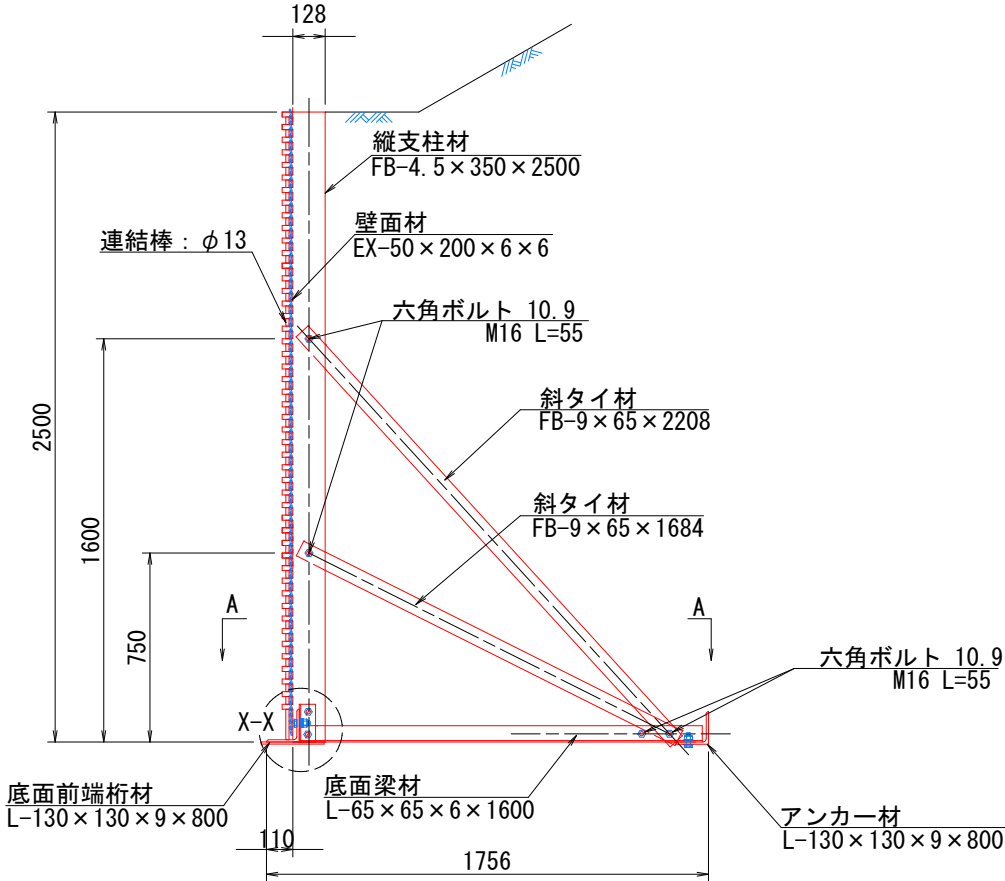 128
縦支柱材
FB-4.5×350×2500
壁面材
EX-50×200×6×6
連結棒：φ13
六角ボルト 10.9
M16 L=55
2500
斜タイ材
FB-9×65×2208
斜タイ材
FB-9×65×1684
1600
750
A
A
六角ボルト 10.9
M16 L=55
X-X
底面前端桁材
L-130×130×9×800
底面梁材
L-65×65×6×1600
アンカー材
L-130×130×9×800
110
1756